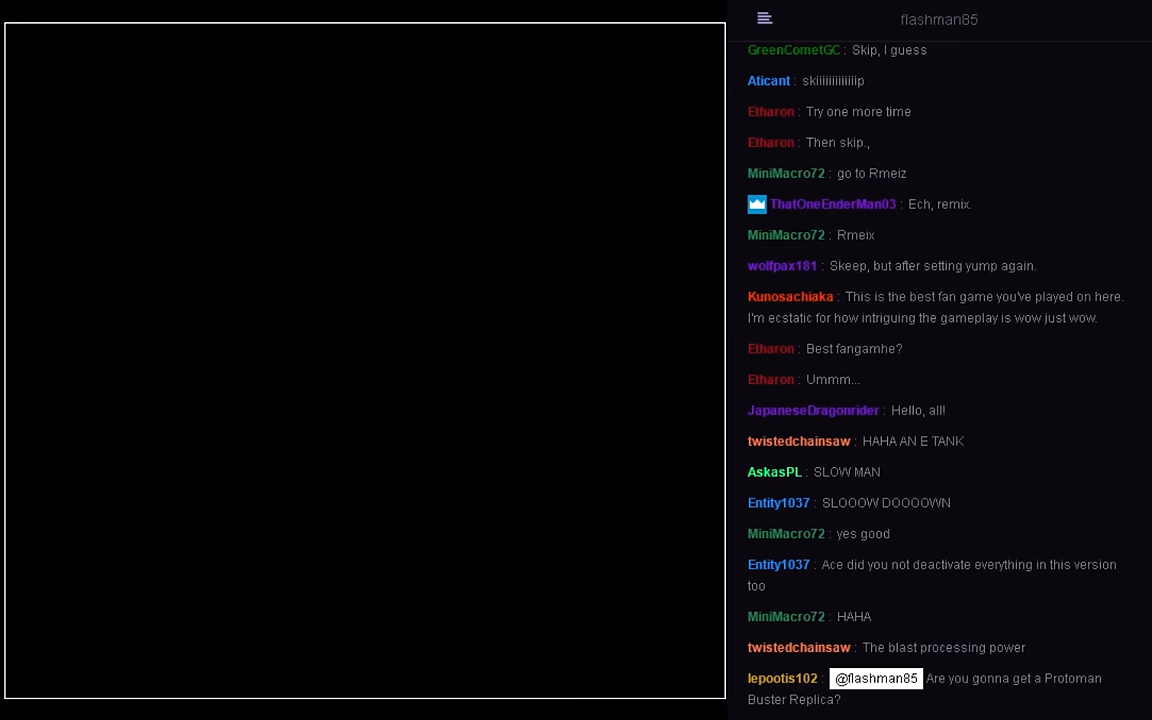 flashman85
GreenCometGC : Skip, I guess
Aticant : skiiiiiiiiiiiiip
Etharon : Try one more time
Etharon : Then skip.,
MiniMacro72 : go to Rmeiz
ThatOneEnderMan03 : Ech, remix.
MiniMacro72 : Rmeix
wolfpax181 : Skeep, but after setting yump again.
Kunosachiaka : This is the best fan game you've played on here.
I'm ecstatic for how intriguing the gameplay is wow just wow.
Etharon : Best fangamhe?
Etharon : Ummm...
JapaneseDragonrider : Hello, all!
twistedchainsaw : HAHA AN E TANK
AskasPL : SLOW MAN
Entity1037 : SLOOOW DOOOOWN
MiniMacro72 : yes good
Entity1037 : Ace did you not deactivate everything in this version
too
MiniMacro72 : HAHA
twistedchainsaw : The blast processing power
lepootis102 : @flashman85 Are you gonna get a Protoman
Buster Replica?